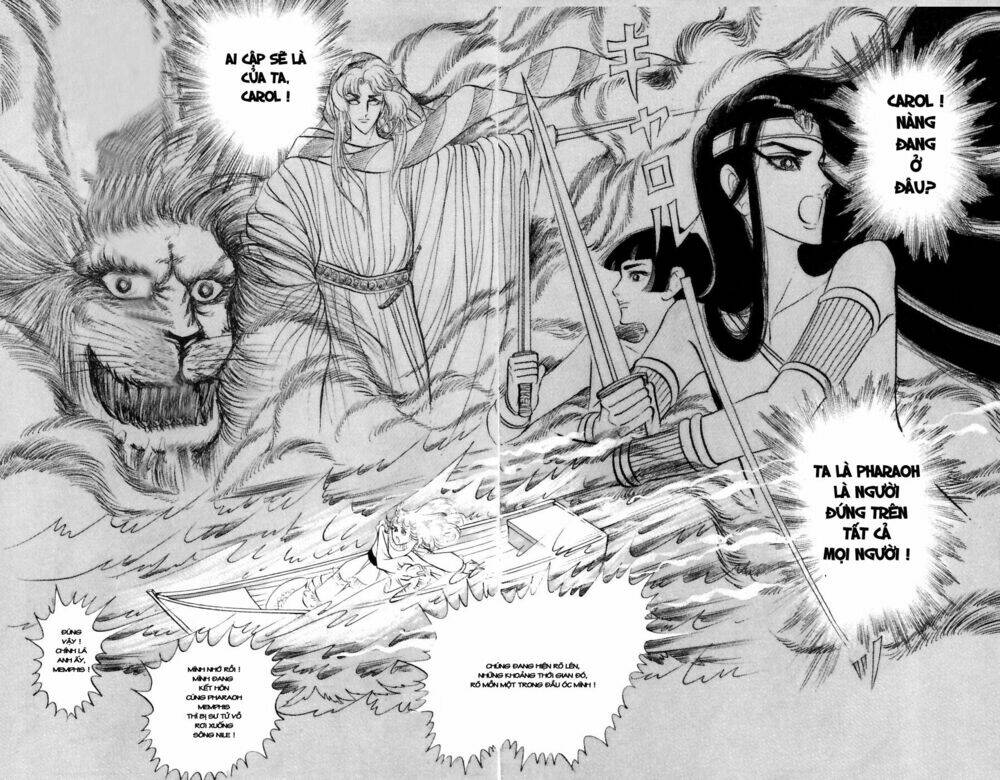 CAROL !
NÀNG
ĐANG
Ở
ĐÂU?
キャロル
AI CẬP SẼ LÀ
CỦA TA,
CAROL !
TA LÀ PHARAOH
LÀ NGƯỜI
ĐỨNG TRÊN
TẤT CẢ
MỌI NGƯỜI !
ĐÚNG
VẬY !
CHÍNH LÀ
ANH ẤY,
MEMPHIS !
MÌNH NHỚ RỒI !
MÌNH ĐANG
KẾT HÔN
CÙNG PHARAOH
MEMPHIS
THÌ BỊ SƯ TỬ VỒ
RƠI XUỐNG
SÔNG NILE !
CHÚNG ĐANG HIỆN RÕ LÊN,
NHỮNG KHOẢNG THỜI GIAN ĐÓ,
RÕ MỒN MỘT TRONG ĐẦU ÓC MÌNH !